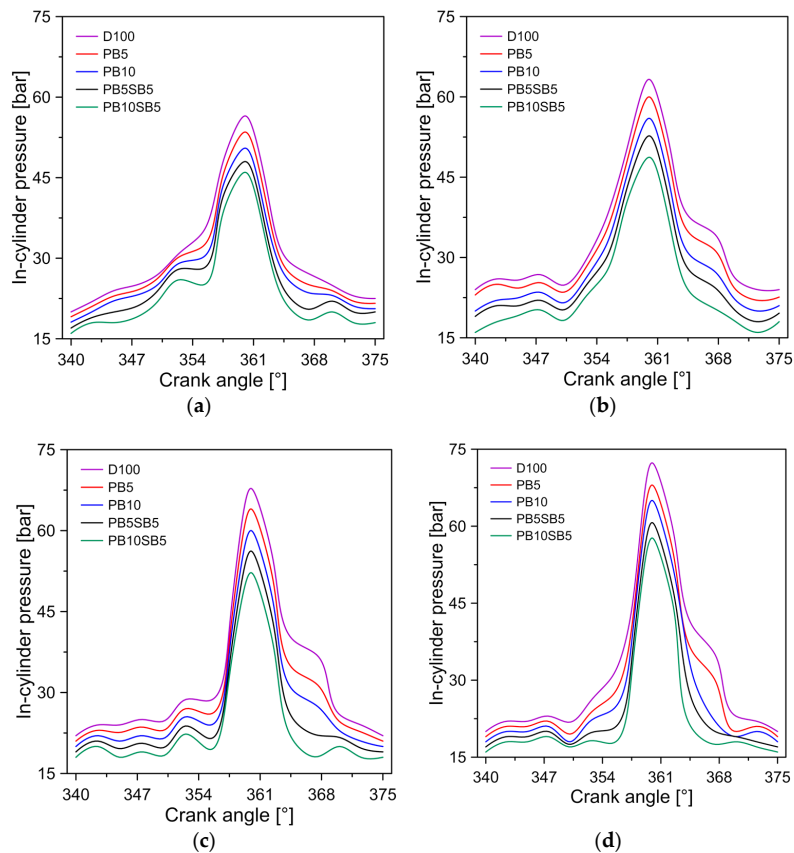 75
60
45
30
15
In-cylinder pressure [bar]
D100
PB5
PB10
PB5SB5
PB10SB5
340 347 354 361 368 375
Crank angle [°]
(a)
75
60
45
30
15
In-cylinder pressure [bar]
D100
PB5
PB10
PB5SB5
PB10SB5
340 347 354 361 368 375
Crank angle [°]
(b)
75
60
45
30
15
In-cylinder pressure [bar]
D100
PB5
PB10
PB5SB5
PB10SB5
340 347 354 361 368 375
Crank angle [°]
(c)
75
60
45
30
15
In-cylinder pressure [bar]
D100
PB5
PB10
PB5SB5
PB10SB5
340 347 354 361 368 375
Crank angle [°]
(d)